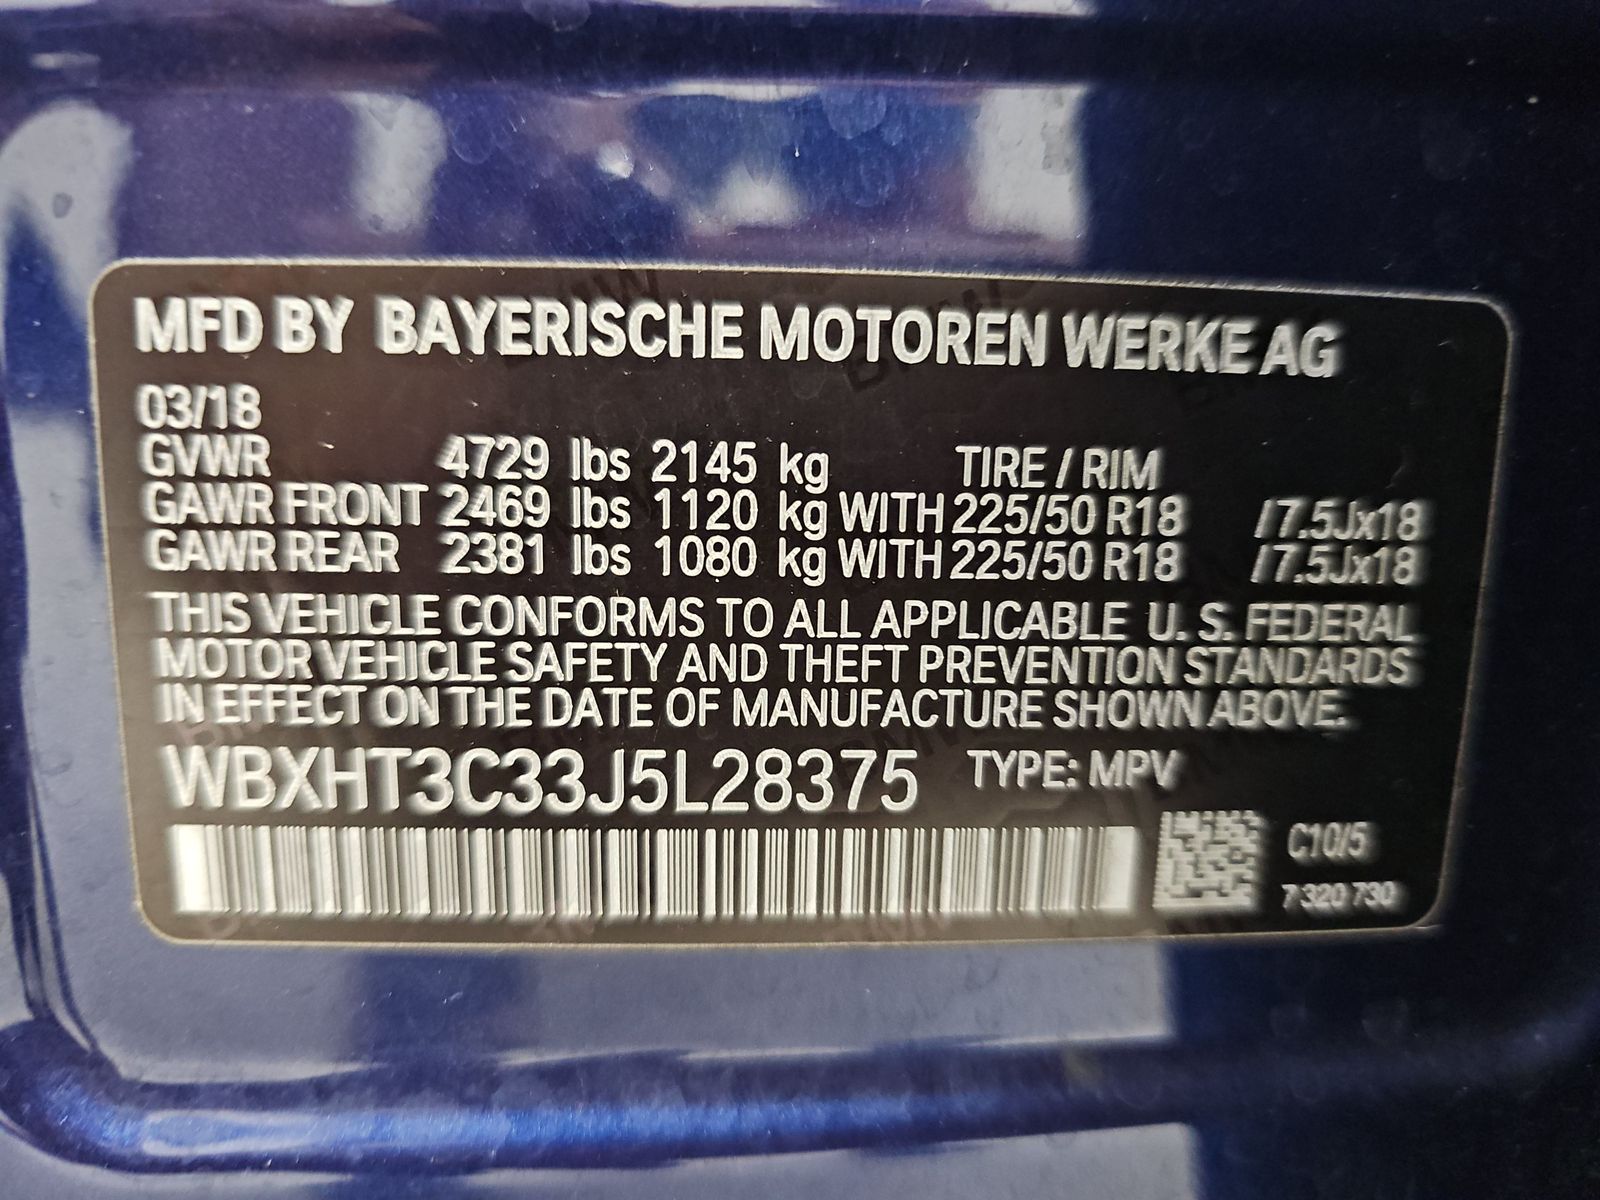 MFD BY BAYERISCHE MOTOREN WERKE AG
03/18
GVWR 4729 lbs 2145 kg TIRE / RIM
GAWR FRONT 2469 lbs 1120 kg WITH 225/50 R18 / 7.5Jx18
GAWR REAR 2381 lbs 1080 kg WITH 225/50 R18 / 7.5Jx18
THIS VEHICLE CONFORMS TO ALL APPLICABLE U. S. FEDERAL
MOTOR VEHICLE SAFETY AND THEFT PREVENTION STANDARDS
IN EFFECT ON THE DATE OF MANUFACTURE SHOWN ABOVE.
WBXHT3C33J5L28375 TYPE: MPV
C10/5
7 320 730